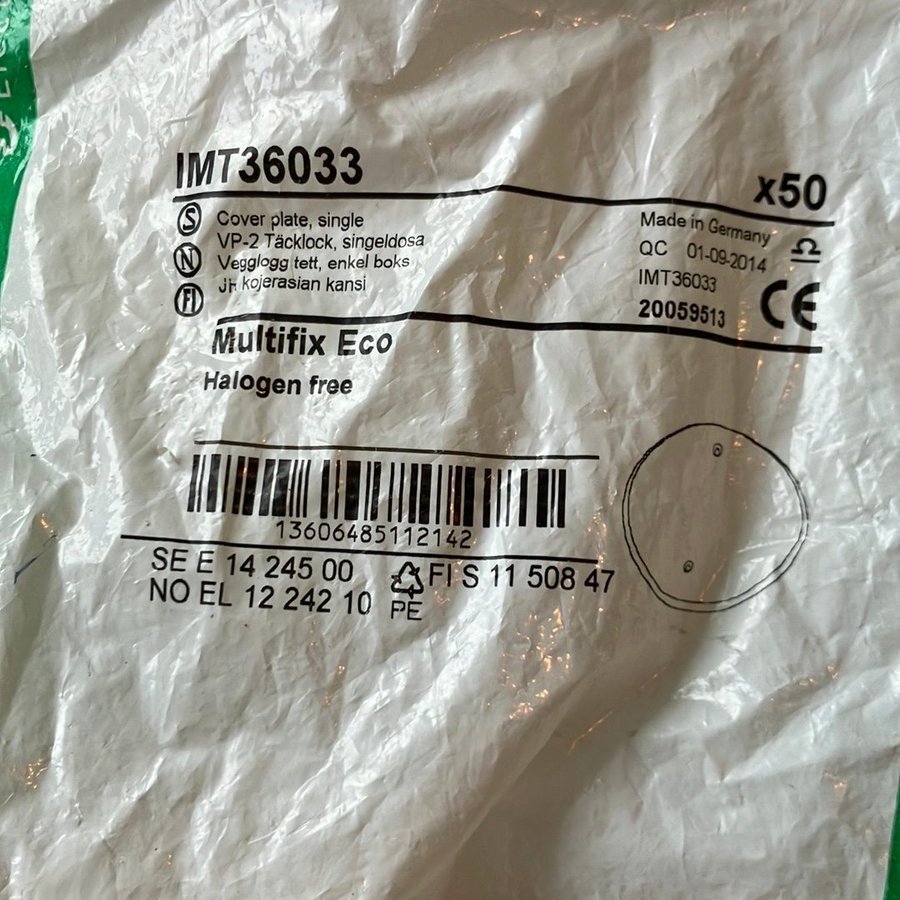 IMT36033
x50
S Cover plate, single
VP-2 Täcklock, singeldosa
N Vegglogg tett, enkel boks
FI kojerasian kansi
Made in Germany
QC 01-09-2014
IMT36033
20059513
CE
Multifix Eco
Halogen free
13606485112142
SE E 14 245 00
FI S 11 508 47
NO EL 12 242 10
PE